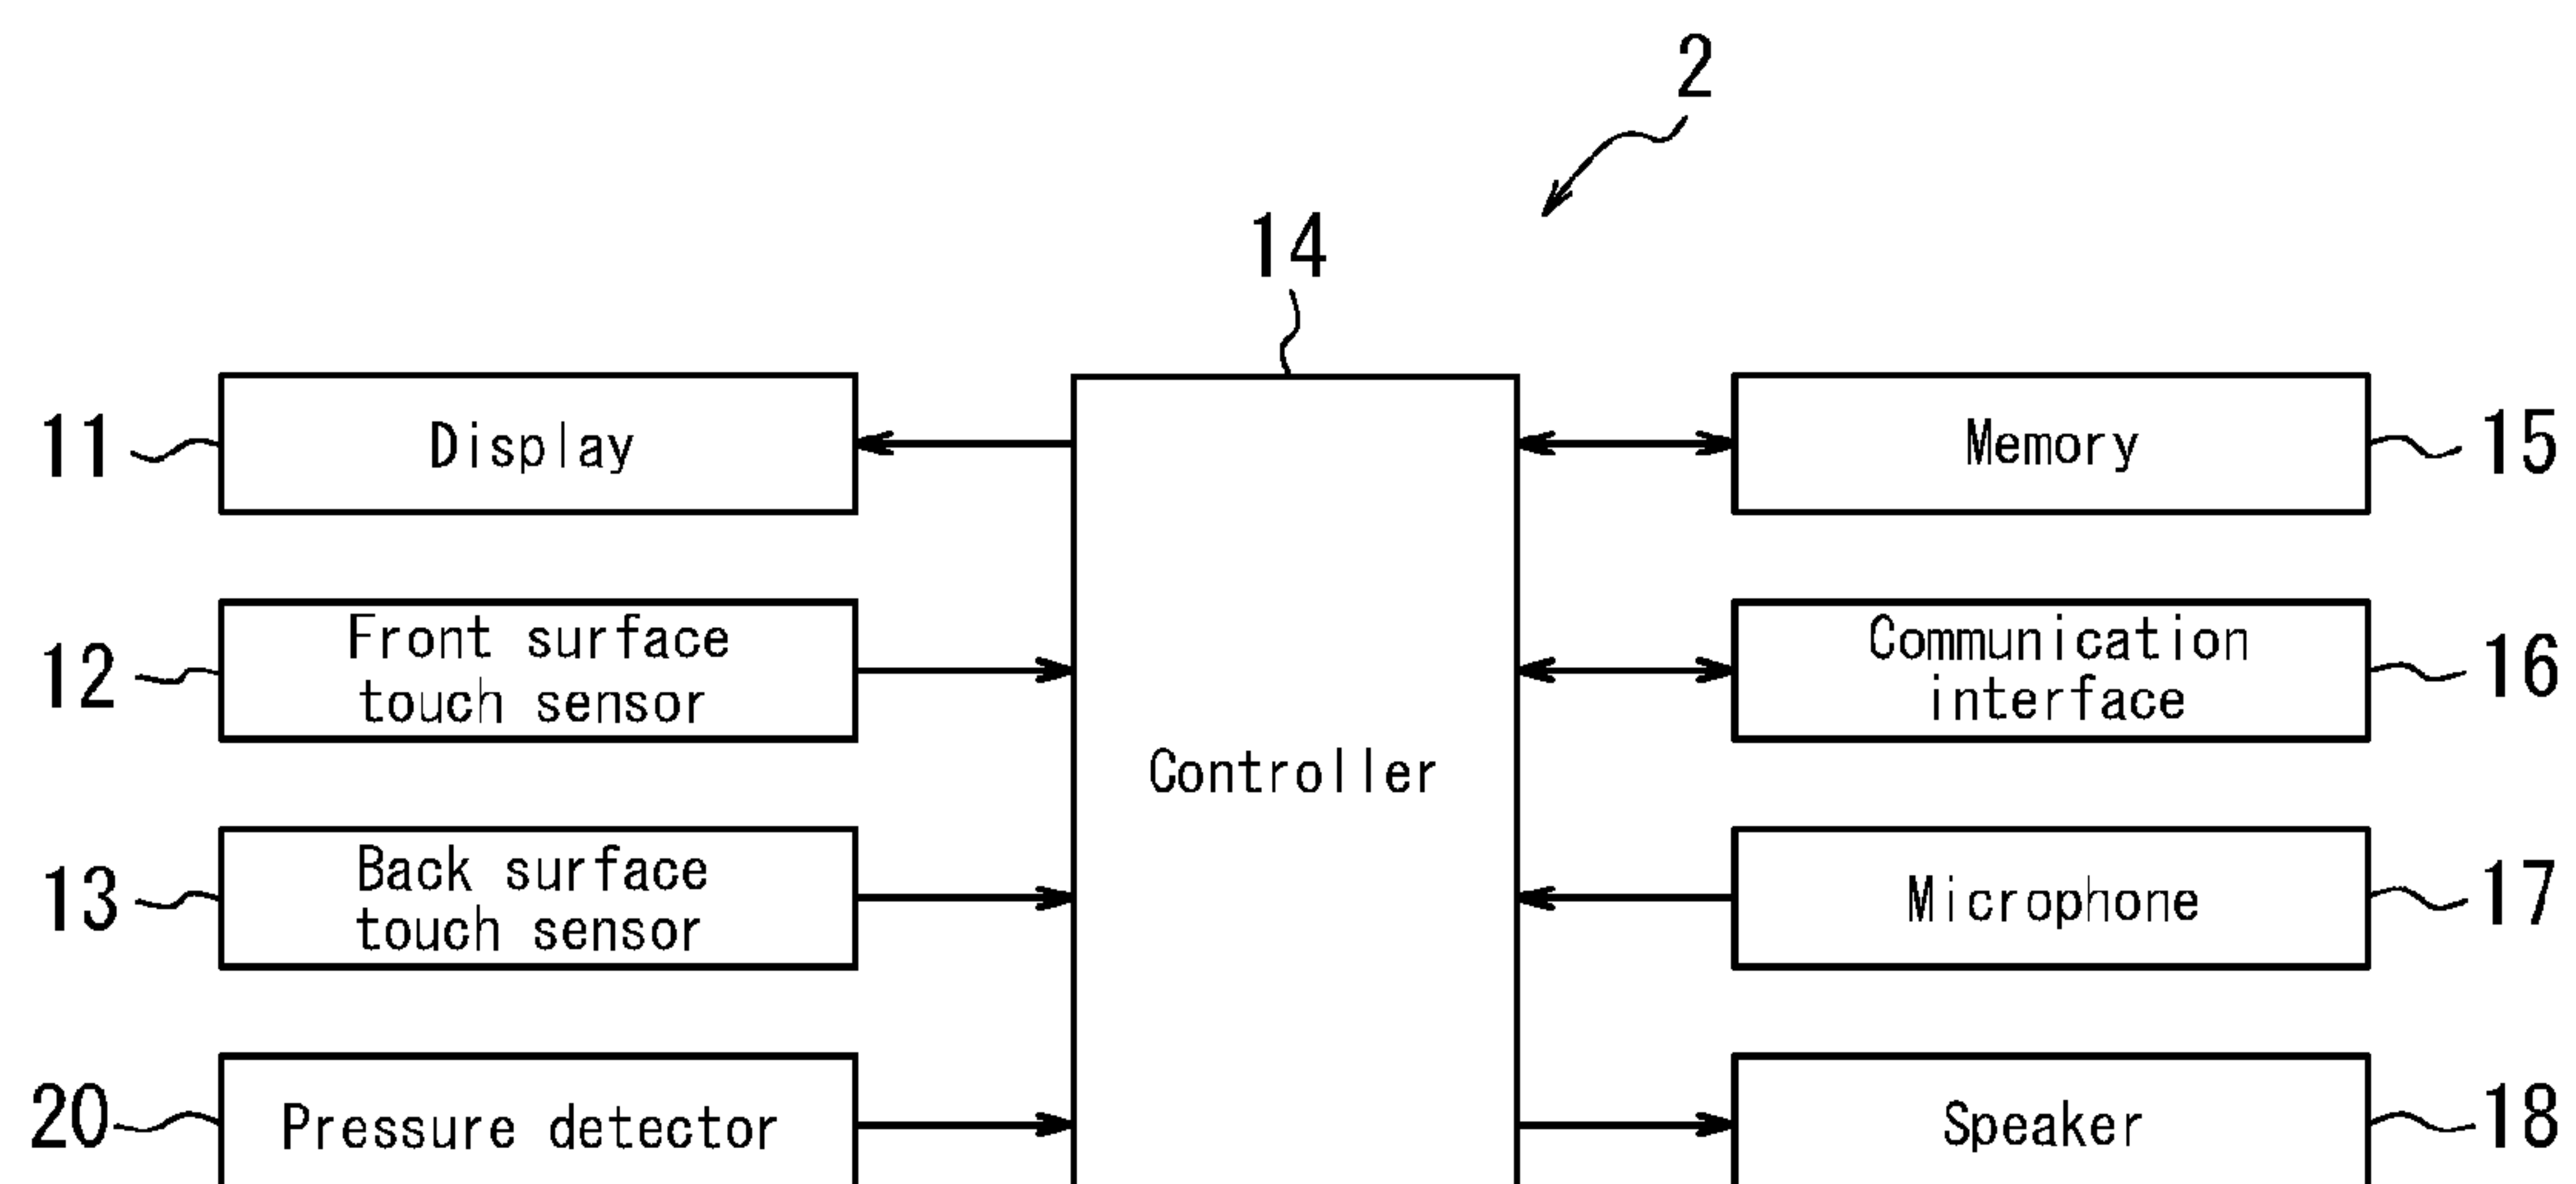 2
14
11
Display
Memory
15
12
Front surface
touch sensor
Communication
interface
16
Controller
13
Back surface
touch sensor
Microphone
17
20
Pressure detector
Speaker
18